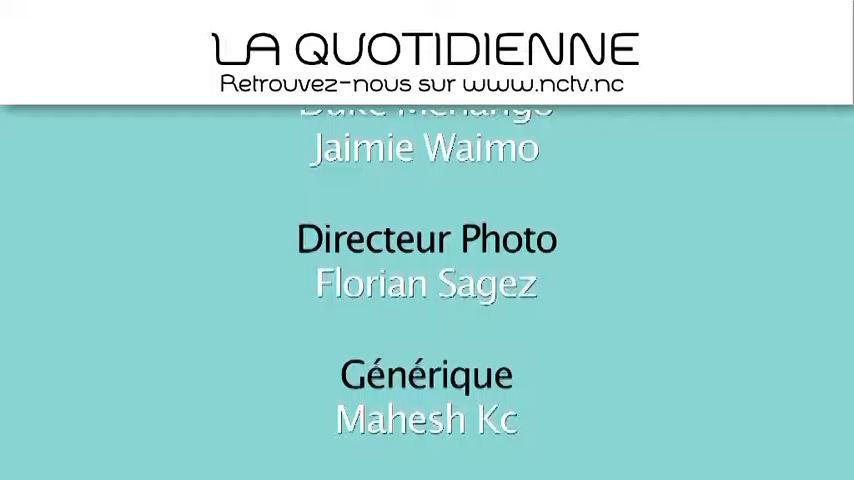 LA QUOTIDIENNE
Retrouvez-nous sur www.nctv.nc
Jaimie Waimo
Directeur Photo
Florian Sagez
Générique
Mahesh Kc